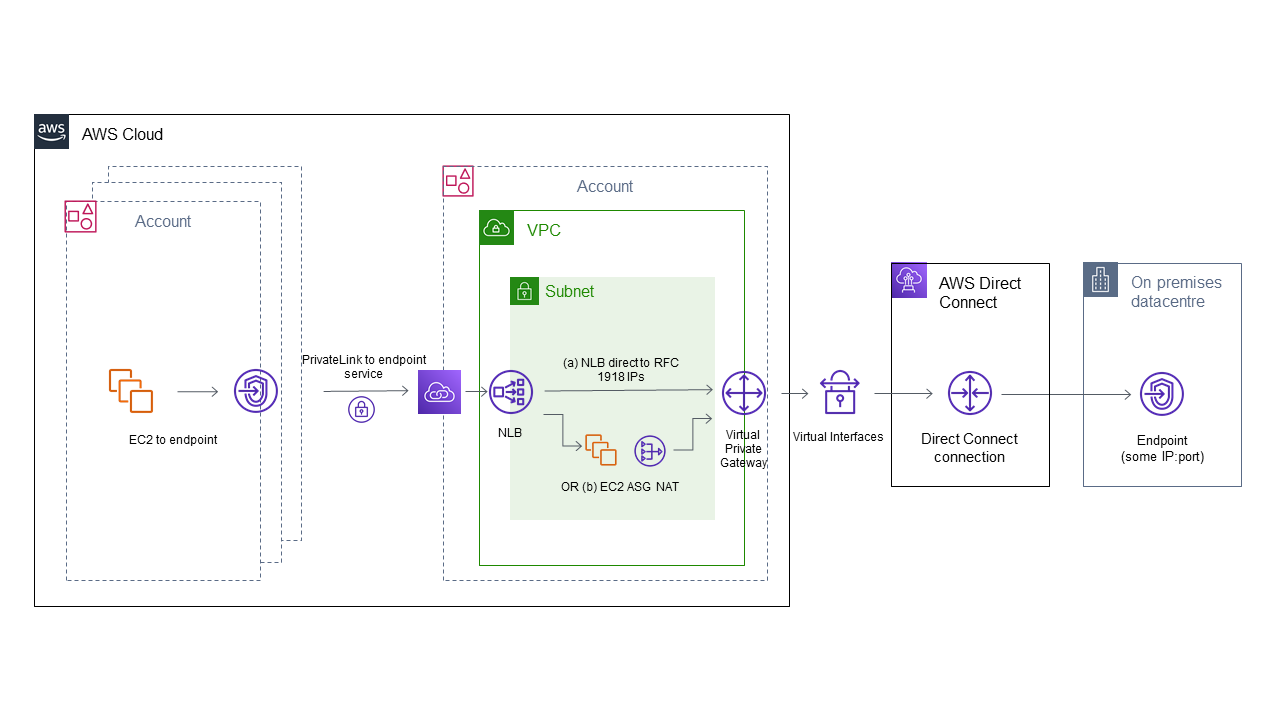 aws
AWS Cloud
Account
EC2 to endpoint
PrivateLink to endpoint
service
Account
VPC
Subnet
NLB
(a) NLB direct to RFC
1918 IPs
OR (b) EC2 ASG NAT
Virtual
Private
Gateway
Virtual Interfaces
AWS Direct
Connect
Direct Connect
connection
On premises
datacentre
Endpoint
(some IP:port)